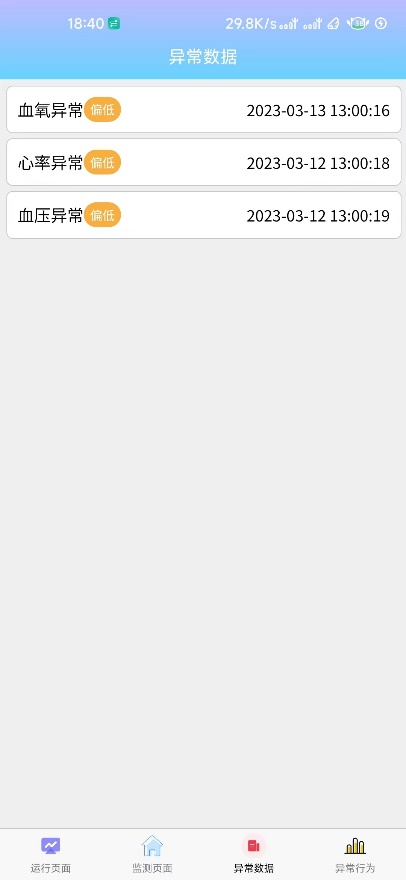 18:40 29.8K/s
异常数据
血氧异常 偏低 2023-03-13 13:00:16
心率异常 偏低 2023-03-12 13:00:18
血压异常 偏低 2023-03-12 13:00:19
运行页面 监测页面 异常数据 异常行为